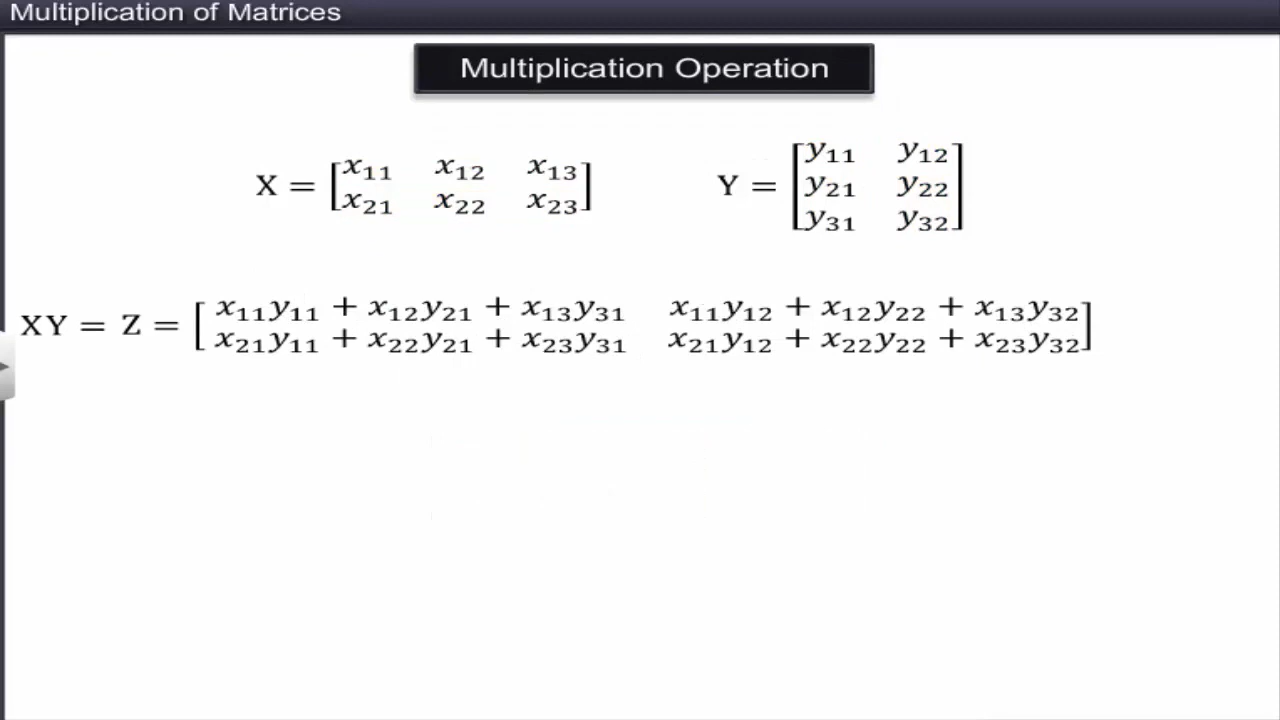 Multiplication of Matrices
Multiplication Operation
X = [x₁₁ x₁₂ x₁₃
x₂₁ x₂₂ x₂₃]
Y = [y₁₁ y₁₂
y₂₁ y₂₂
y₃₁ y₃₂]
XY = Z = [x₁₁y₁₁ + x₁₂y₂₁ + x₁₃y₃₁ x₁₁y₁₂ + x₁₂y₂₂ + x₁₃y₃₂
x₂₁y₁₁ + x₂₂y₂₁ + x₂₃y₃₁ x₂₁y₁₂ + x₂₂y₂₂ + x₂₃y₃₂]